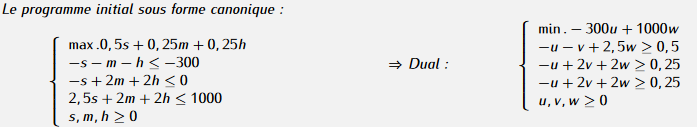 Le programme initial sous forme canonique :
max.0, 5s + 0, 25m + 0, 25h
−s − m − h ≤ −300
−s + 2m + 2h ≤ 0
2, 5s + 2m + 2h ≤ 1000
s, m, h ≥ 0
⇒ Dual :
min. − 300u + 1000w
−u − v + 2, 5w ≥ 0, 5
−u + 2v + 2w ≥ 0, 25
−u + 2v + 2w ≥ 0, 25
u, v, w ≥ 0